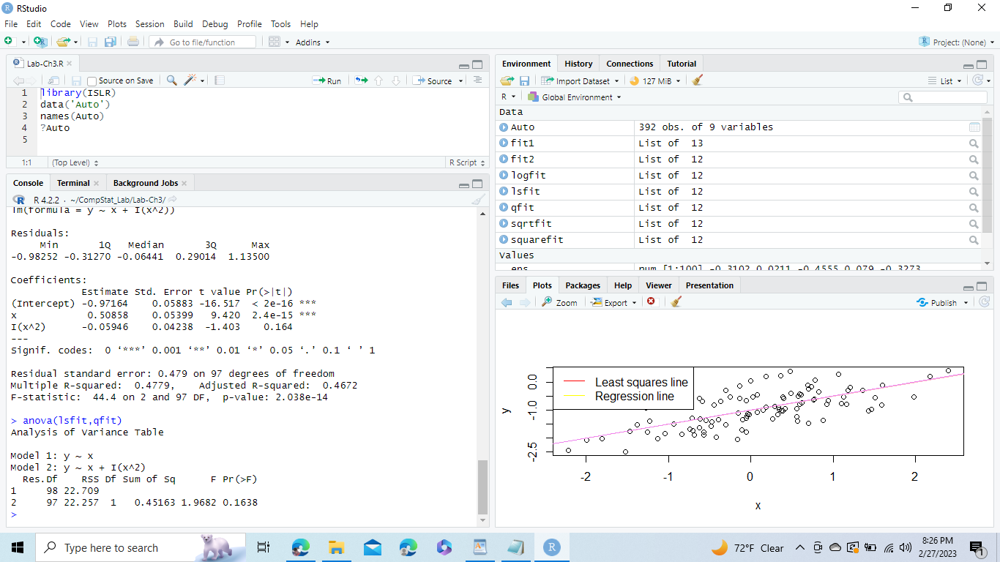 RStudio
File Edit Code View Plots Session Build Debug Profile Tools Help
Go to file/function Addins Project: (None)
Lab-Ch3.R
Source on Save Run Source
1 library(ISLR)
2 data('Auto')
3 names(Auto)
4 ?Auto
5
1:1 (Top Level) R Script
Console Terminal Background Jobs
R 4.2.2 · ~/CompStat_Lab/Lab-Ch3/
lm(formula = y ~ x + I(x^2))
Residuals:
Min 1Q Median 3Q Max
-0.98252 -0.31270 -0.06441 0.29014 1.13500
Coefficients:
Estimate Std. Error t value Pr(>|t|)
(Intercept) -0.97164 0.05883 -16.517 < 2e-16 ***
x 0.50858 0.05399 9.420 2.4e-15 ***
I(x^2) -0.05946 0.04238 -1.403 0.164
---
Signif. codes: 0 ‘***’ 0.001 ‘**’ 0.01 ‘*’ 0.05 ‘.’ 0.1 ‘ ’ 1
Residual standard error: 0.479 on 97 degrees of freedom
Multiple R-squared: 0.4779, Adjusted R-squared: 0.4672
F-statistic: 44.4 on 2 and 97 DF, p-value: 2.038e-14
> anova(lsfit,qfit)
Analysis of Variance Table
Model 1: y ~ x
Model 2: y ~ x + I(x^2)
Res.Df RSS Df Sum of Sq F Pr(>F)
1 98 22.709
2 97 22.257 1 0.45163 1.9682 0.1638
>
Environment History Connections Tutorial
Import Dataset 127 MiB List
R Global Environment
Data
Auto 392 obs. of 9 variables
fit1 List of 13
fit2 List of 12
logfit List of 12
lsfit List of 12
qfit List of 12
sqrtfit List of 12
squarefit List of 12
Values
eps num [1:100] -0.3102 0.0211 -0.4555 0.079 -0.3273
Files Plots Packages Help Viewer Presentation
Zoom Export Publish
Least squares line
Regression line
y
0.0
-1.0
-2.5
-2 -1 0 1 2
x
Type here to search
72°F Clear
8:26 PM
2/27/2023
1